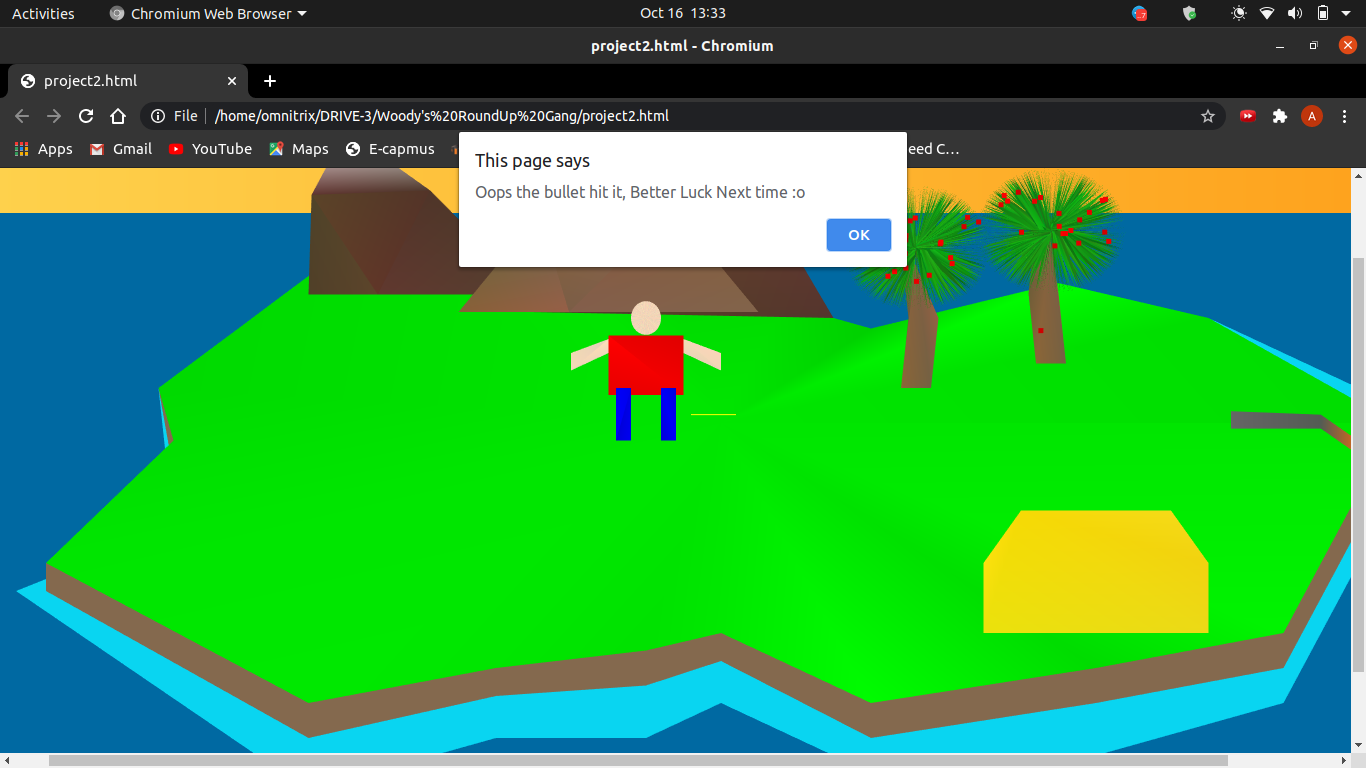 Activities
Chromium Web Browser
Oct 16 13:33
project2.html - Chromium
project2.html
File
/home/omnitrix/DRIVE-3/Woody's%20RoundUp%20Gang/project2.html
A
Apps
Gmail
YouTube
Maps
E-capmus
eed C…
This page says
Oops the bullet hit it, Better Luck Next time :o
OK